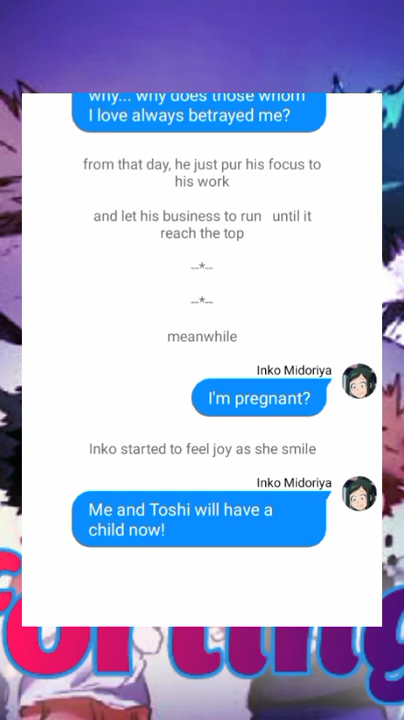 why... why does those whom
I love always betrayed me?
from that day, he just pur his focus to
his work
and let his business to run until it
reach the top
--*--
--*--
meanwhile
Inko Midoriya
I'm pregnant?
Inko started to feel joy as she smile
Inko Midoriya
Me and Toshi will have a
child now!